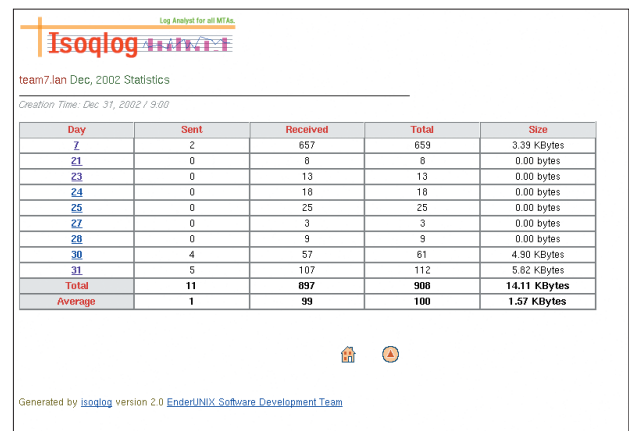 Log Analyst for all MTAs.
Isoqlog
team7.lan Dec, 2002 Statistics
Creation Time: Dec 31, 2002 / 9:00
Day Sent Received Total Size
7 2 657 659 3.39 KBytes
21 0 8 8 0.00 bytes
23 0 13 13 0.00 bytes
24 0 18 18 0.00 bytes
25 0 25 25 0.00 bytes
27 0 3 3 0.00 bytes
28 0 9 9 0.00 bytes
30 4 57 61 4.90 KBytes
31 5 107 112 5.82 KBytes
Total 11 897 908 14.11 KBytes
Average 1 99 100 1.57 KBytes
Generated by isoqlog version 2.0 EnderUNIX Software Development Team